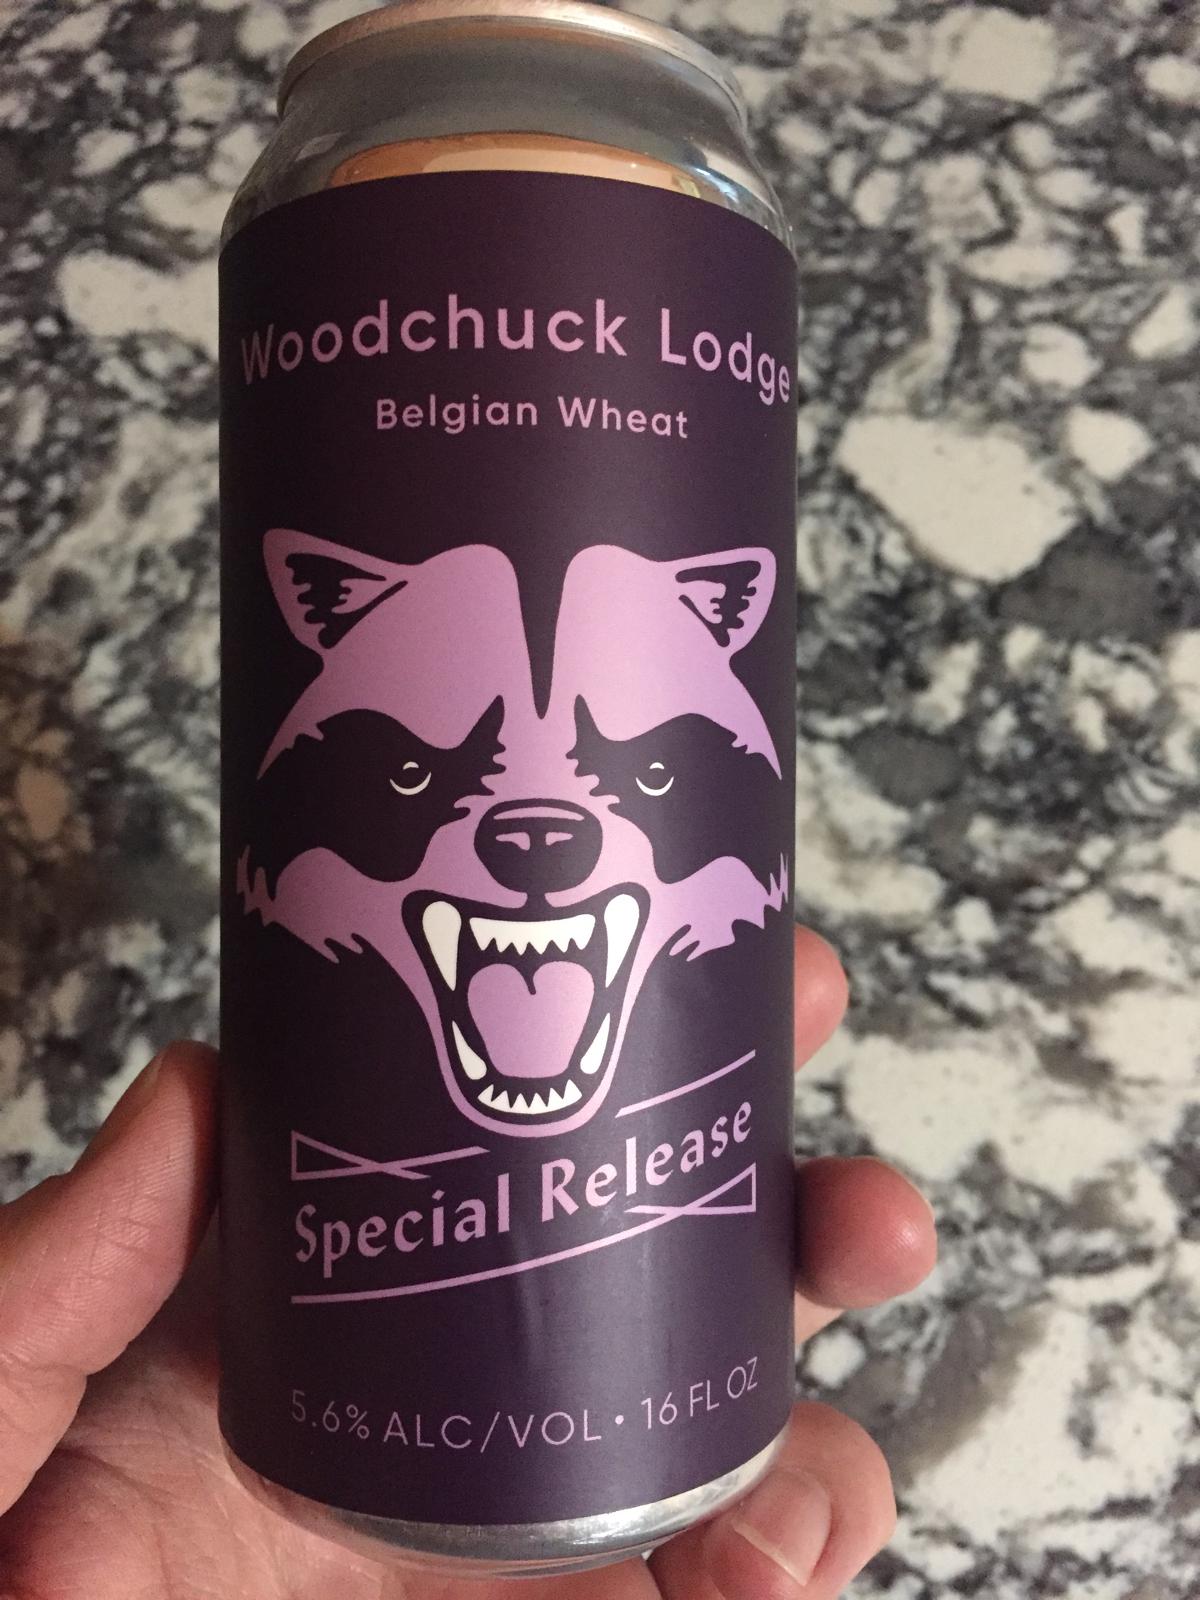 Woodchuck Lodge
Belgian Wheat
Special Release
5.6% ALC/VOL • 16 FL OZ